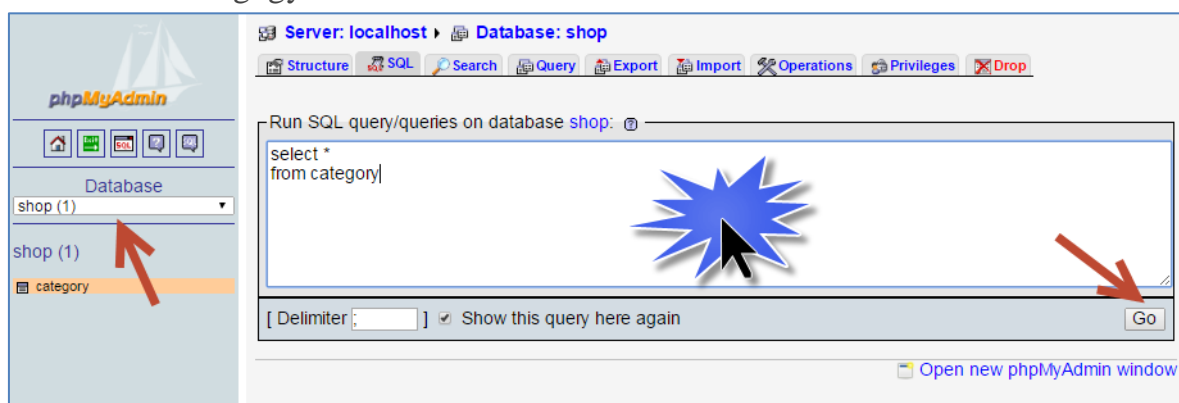 Server: localhost ▸ Database: shop
Structure SQL Search Query Export Import Operations Privileges Drop
phpMyAdmin
Run SQL query/queries on database shop:
select *
from category
Database
shop (1)
shop (1)
category
[ Delimiter ; ] Show this query here again Go
Open new phpMyAdmin window